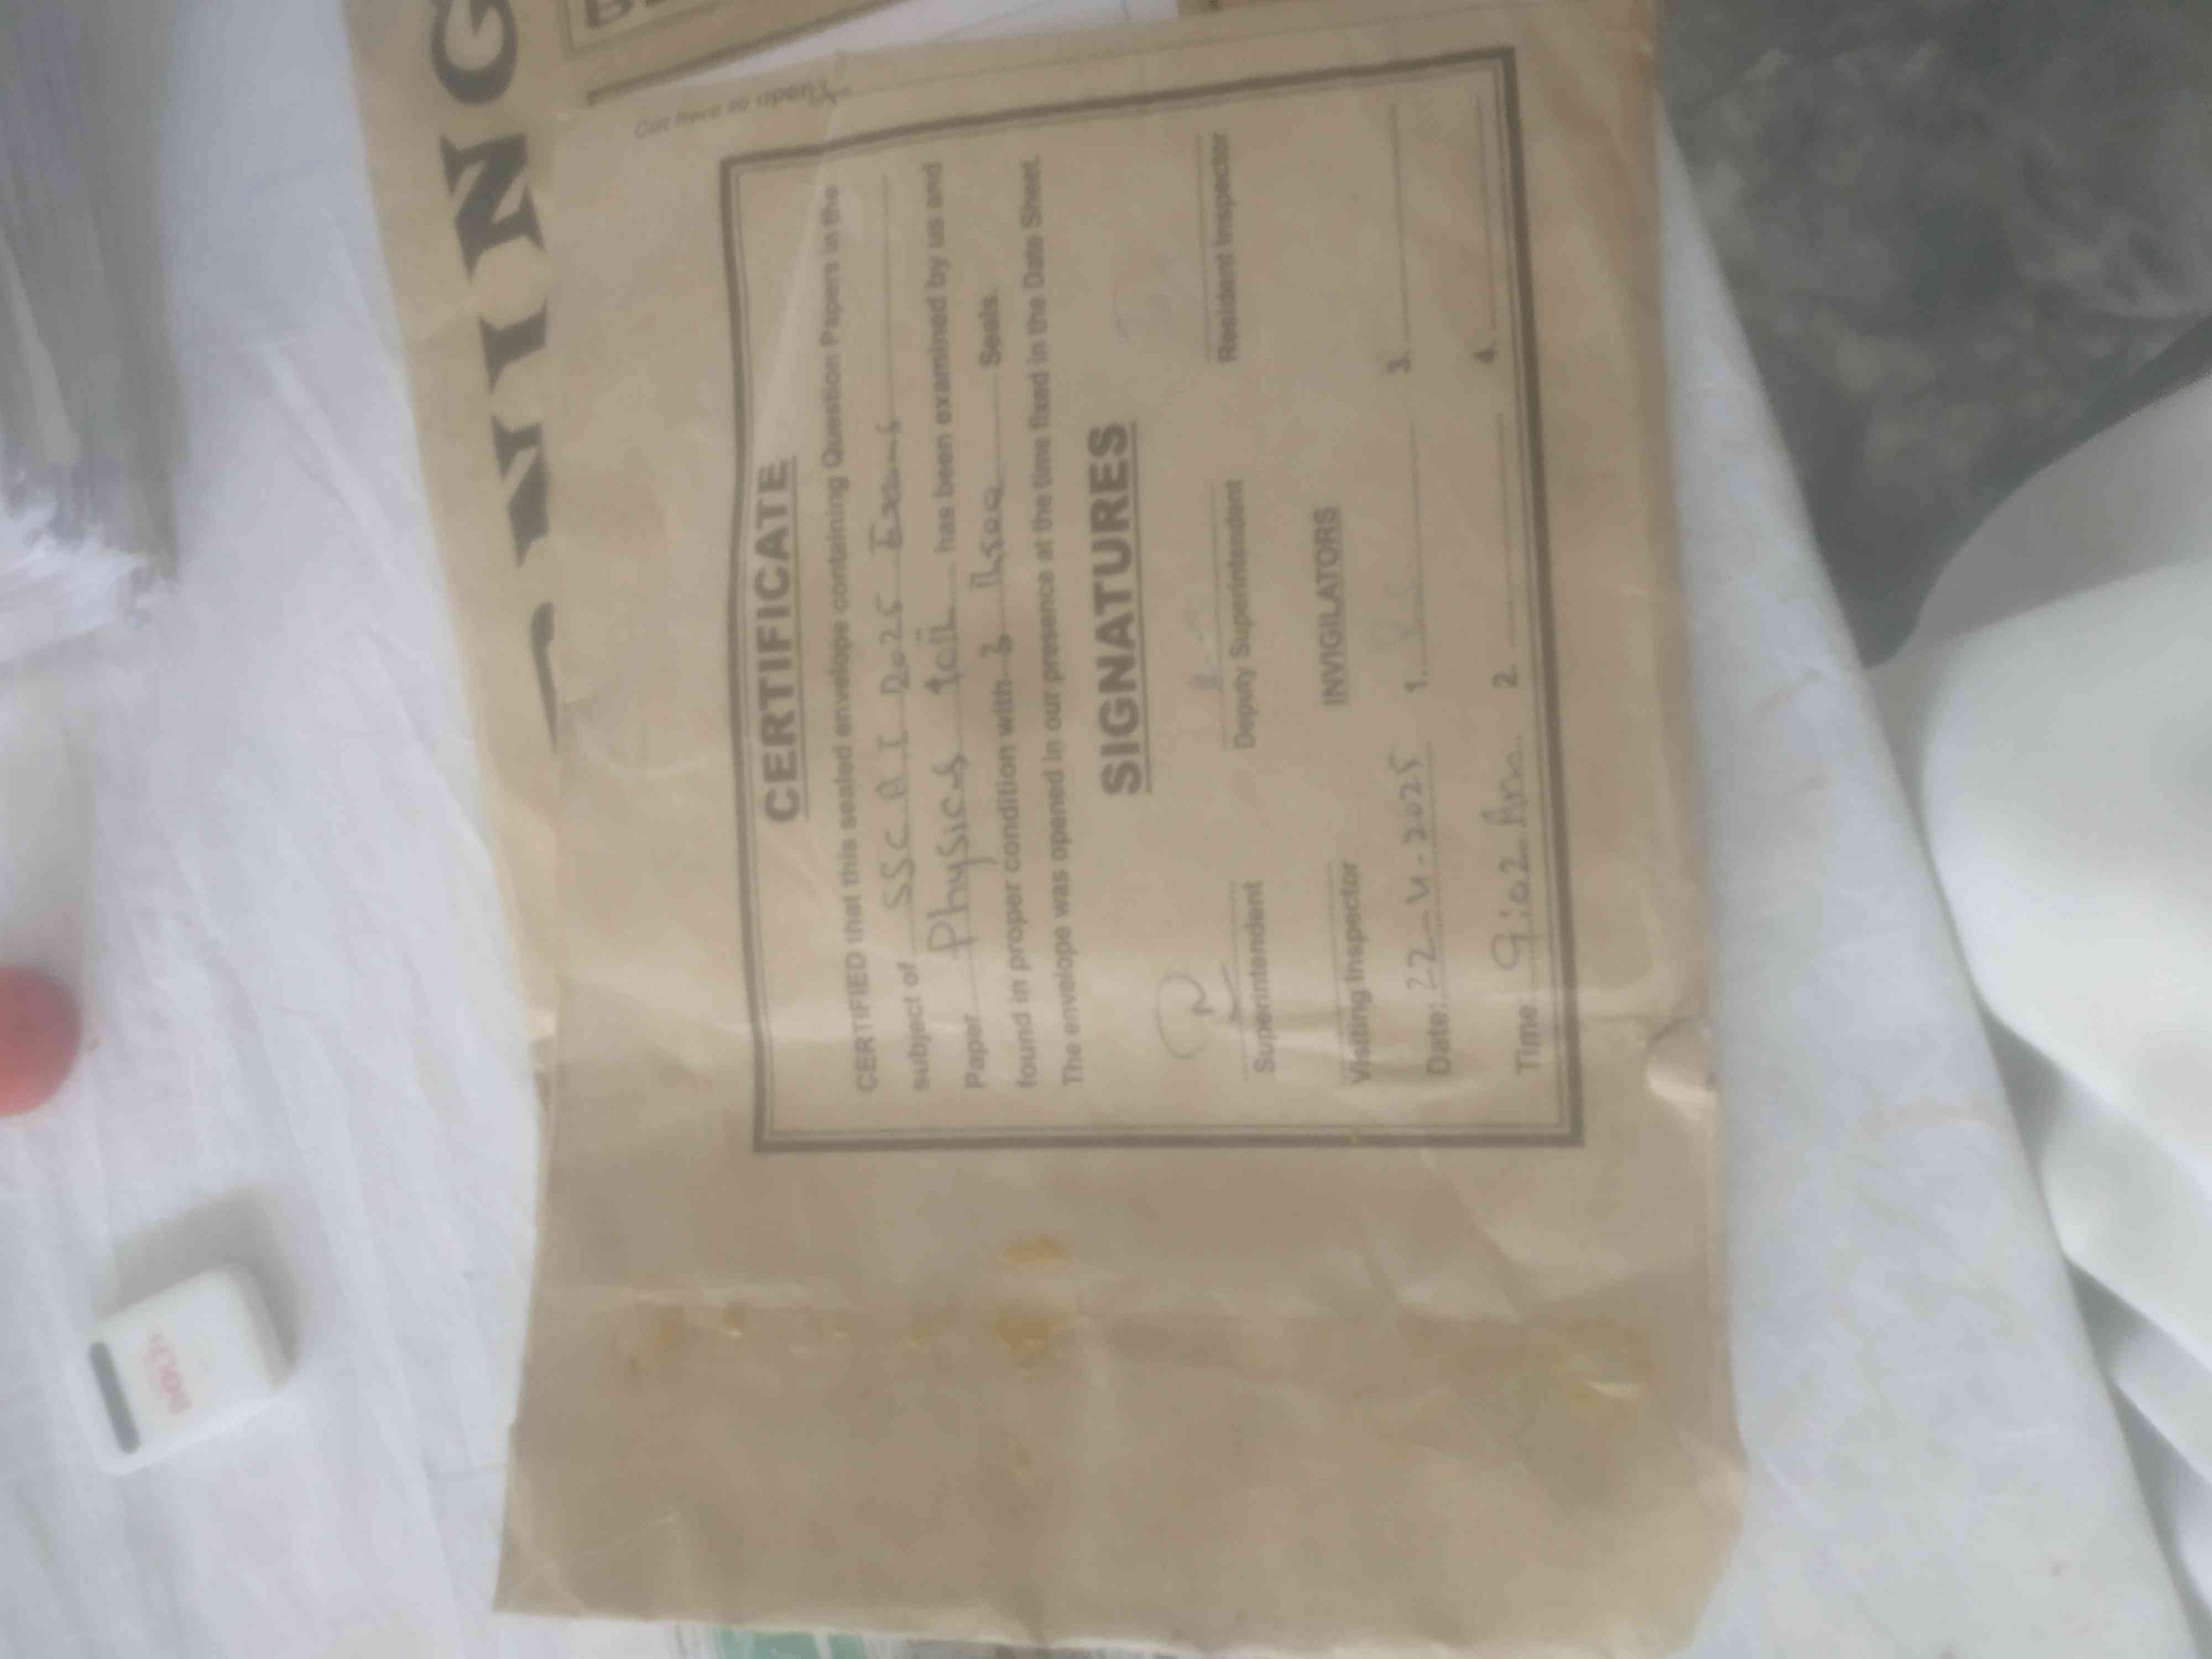 NING
Cut here to open
CERTIFICATE
CERTIFIED that this sealed envelope containing Question Papers in the
subject of SSC A I 2025 Exams
Paper Physics has been examined by us and
found in proper condition with 3 Three Seals.
The envelope was opened in our presence at the time fixed in the Date Sheet.
SIGNATURES
Superintendent Deputy Superintendent Resident Inspector
Visiting Inspector INVIGILATORS
Date: 22-4-2025 1. 3.
Time: 9:02 Am 2. 4.